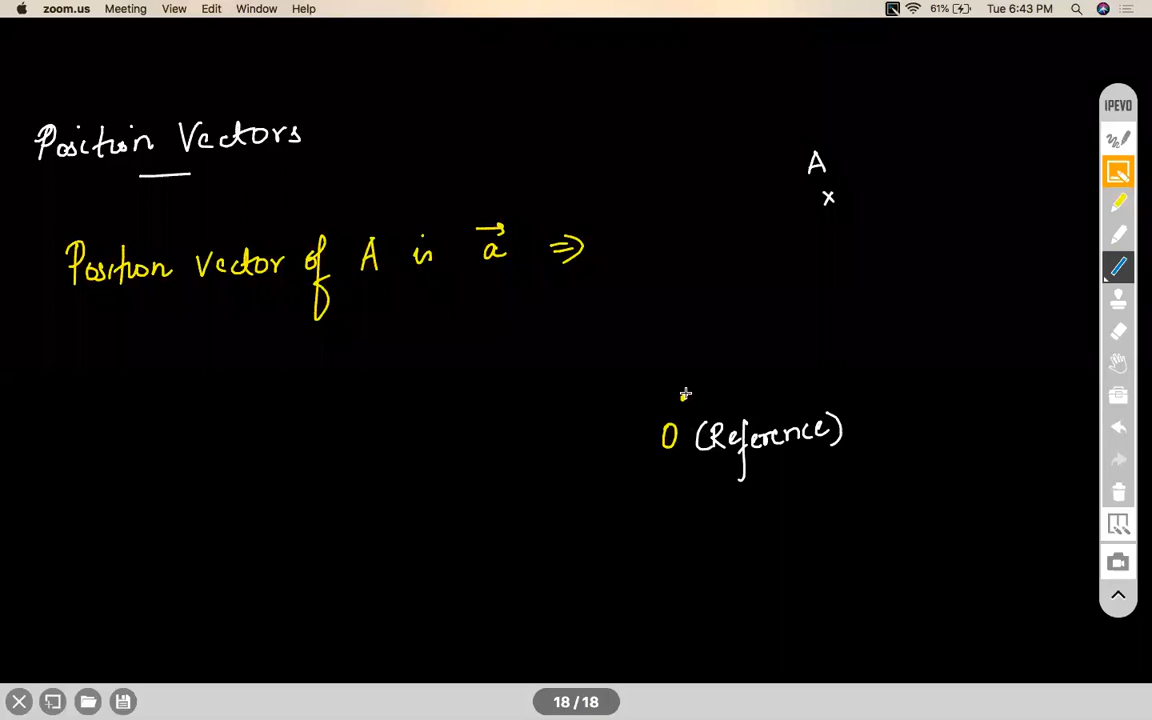 zoom.us Meeting View Edit Window Help 61% Tue 6:43 PM
IPEVO
Position Vectors
A
x
Position vector of A is a⃗ ⇒
O (Reference)
18 / 18